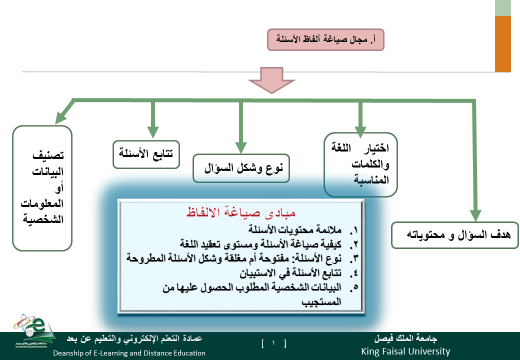 أ. مجال صياغة ألفاظ الأسئلة
هدف السؤال و محتوياته
اختيار اللغة
والكلمات
المناسبة
نوع وشكل السؤال
تتابع الأسئلة
تصنيف
البيانات
أو
المعلومات
الشخصية
مبادى صياغة الالفاظ
١. ملائمة محتويات الأسئلة
٢. كيفية صياغة الأسئلة ومستوى تعقيد اللغة
٣. نوع الأسئلة: مفتوحة أم مغلقة وشكل الأسئلة المطروحة
٤. تتابع الأسئلة في الاستبيان
٥. البيانات الشخصية المطلوب الحصول عليها من
المستجيب
جامعة الملك فيصل
King Faisal University
[ ١ ]
عمادة التعلم الإلكتروني والتعليم عن بعد
Deanship of E-Learning and Distance Education